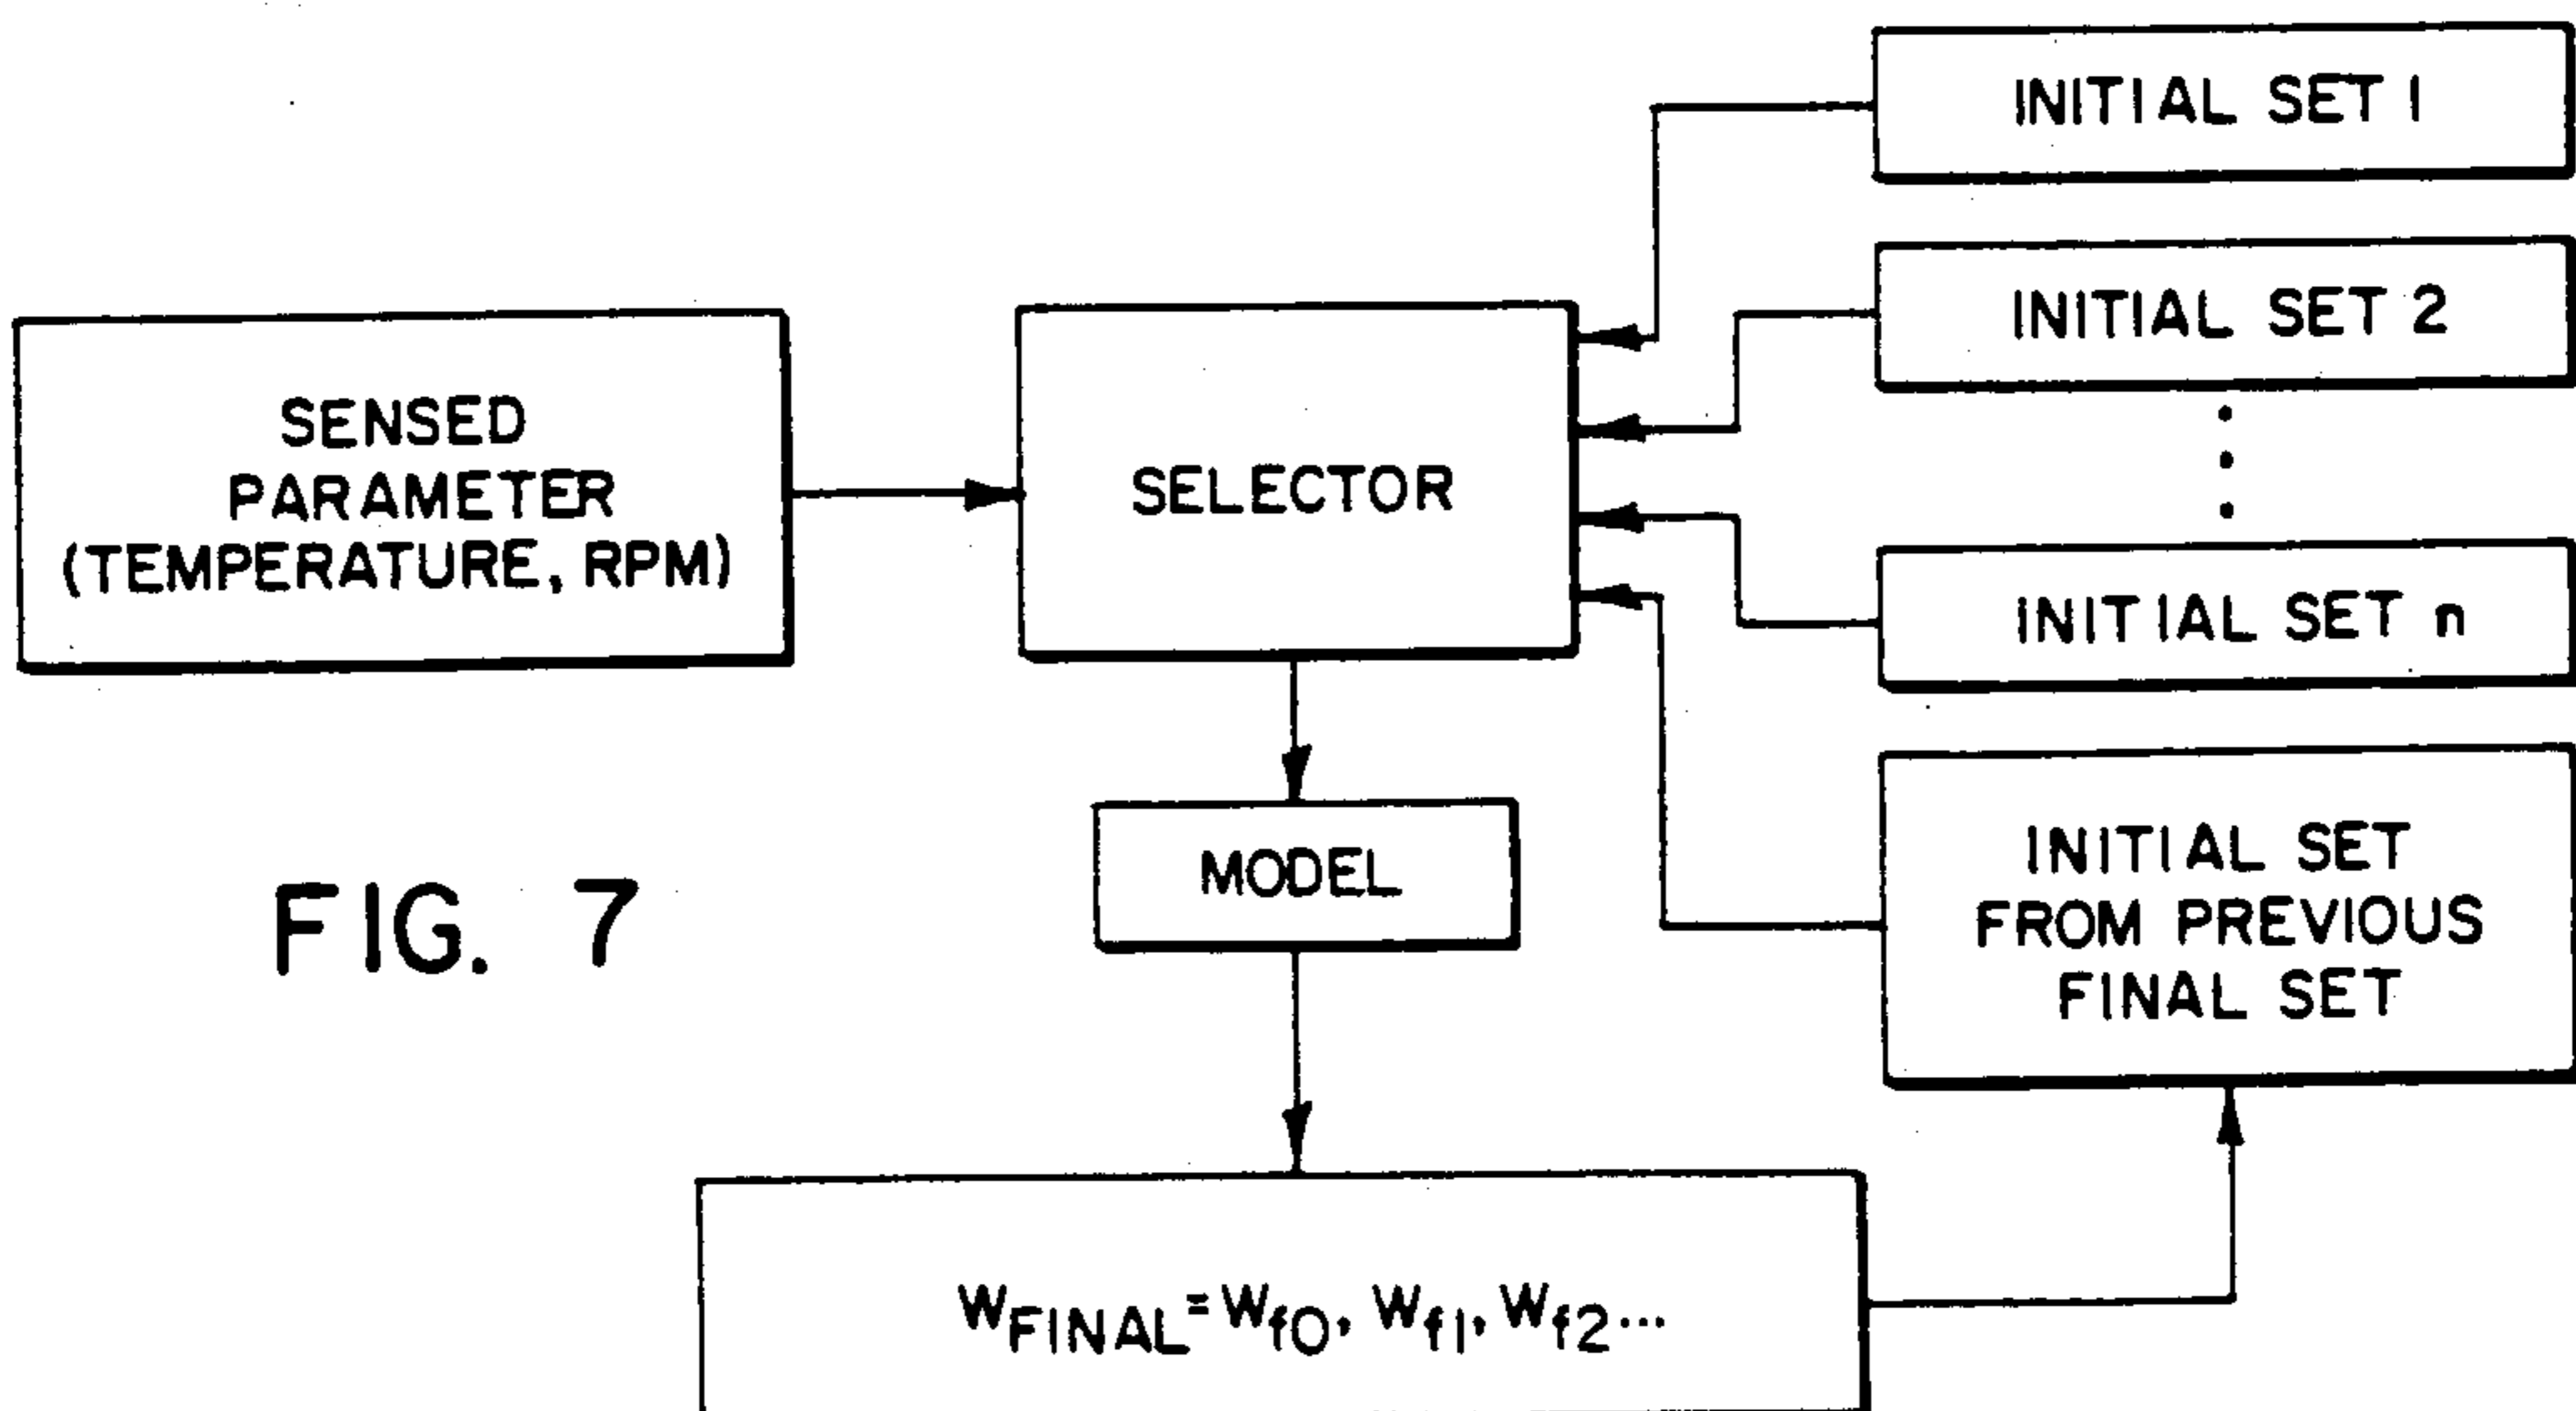 INITIAL SET 1
INITIAL SET 2
SENSED
PARAMETER
(TEMPERATURE, RPM)
SELECTOR
INITIAL SET n
MODEL
INITIAL SET
FROM PREVIOUS
FINAL SET
FIG. 7
WFINAL=Wf0, Wf1, Wf2...